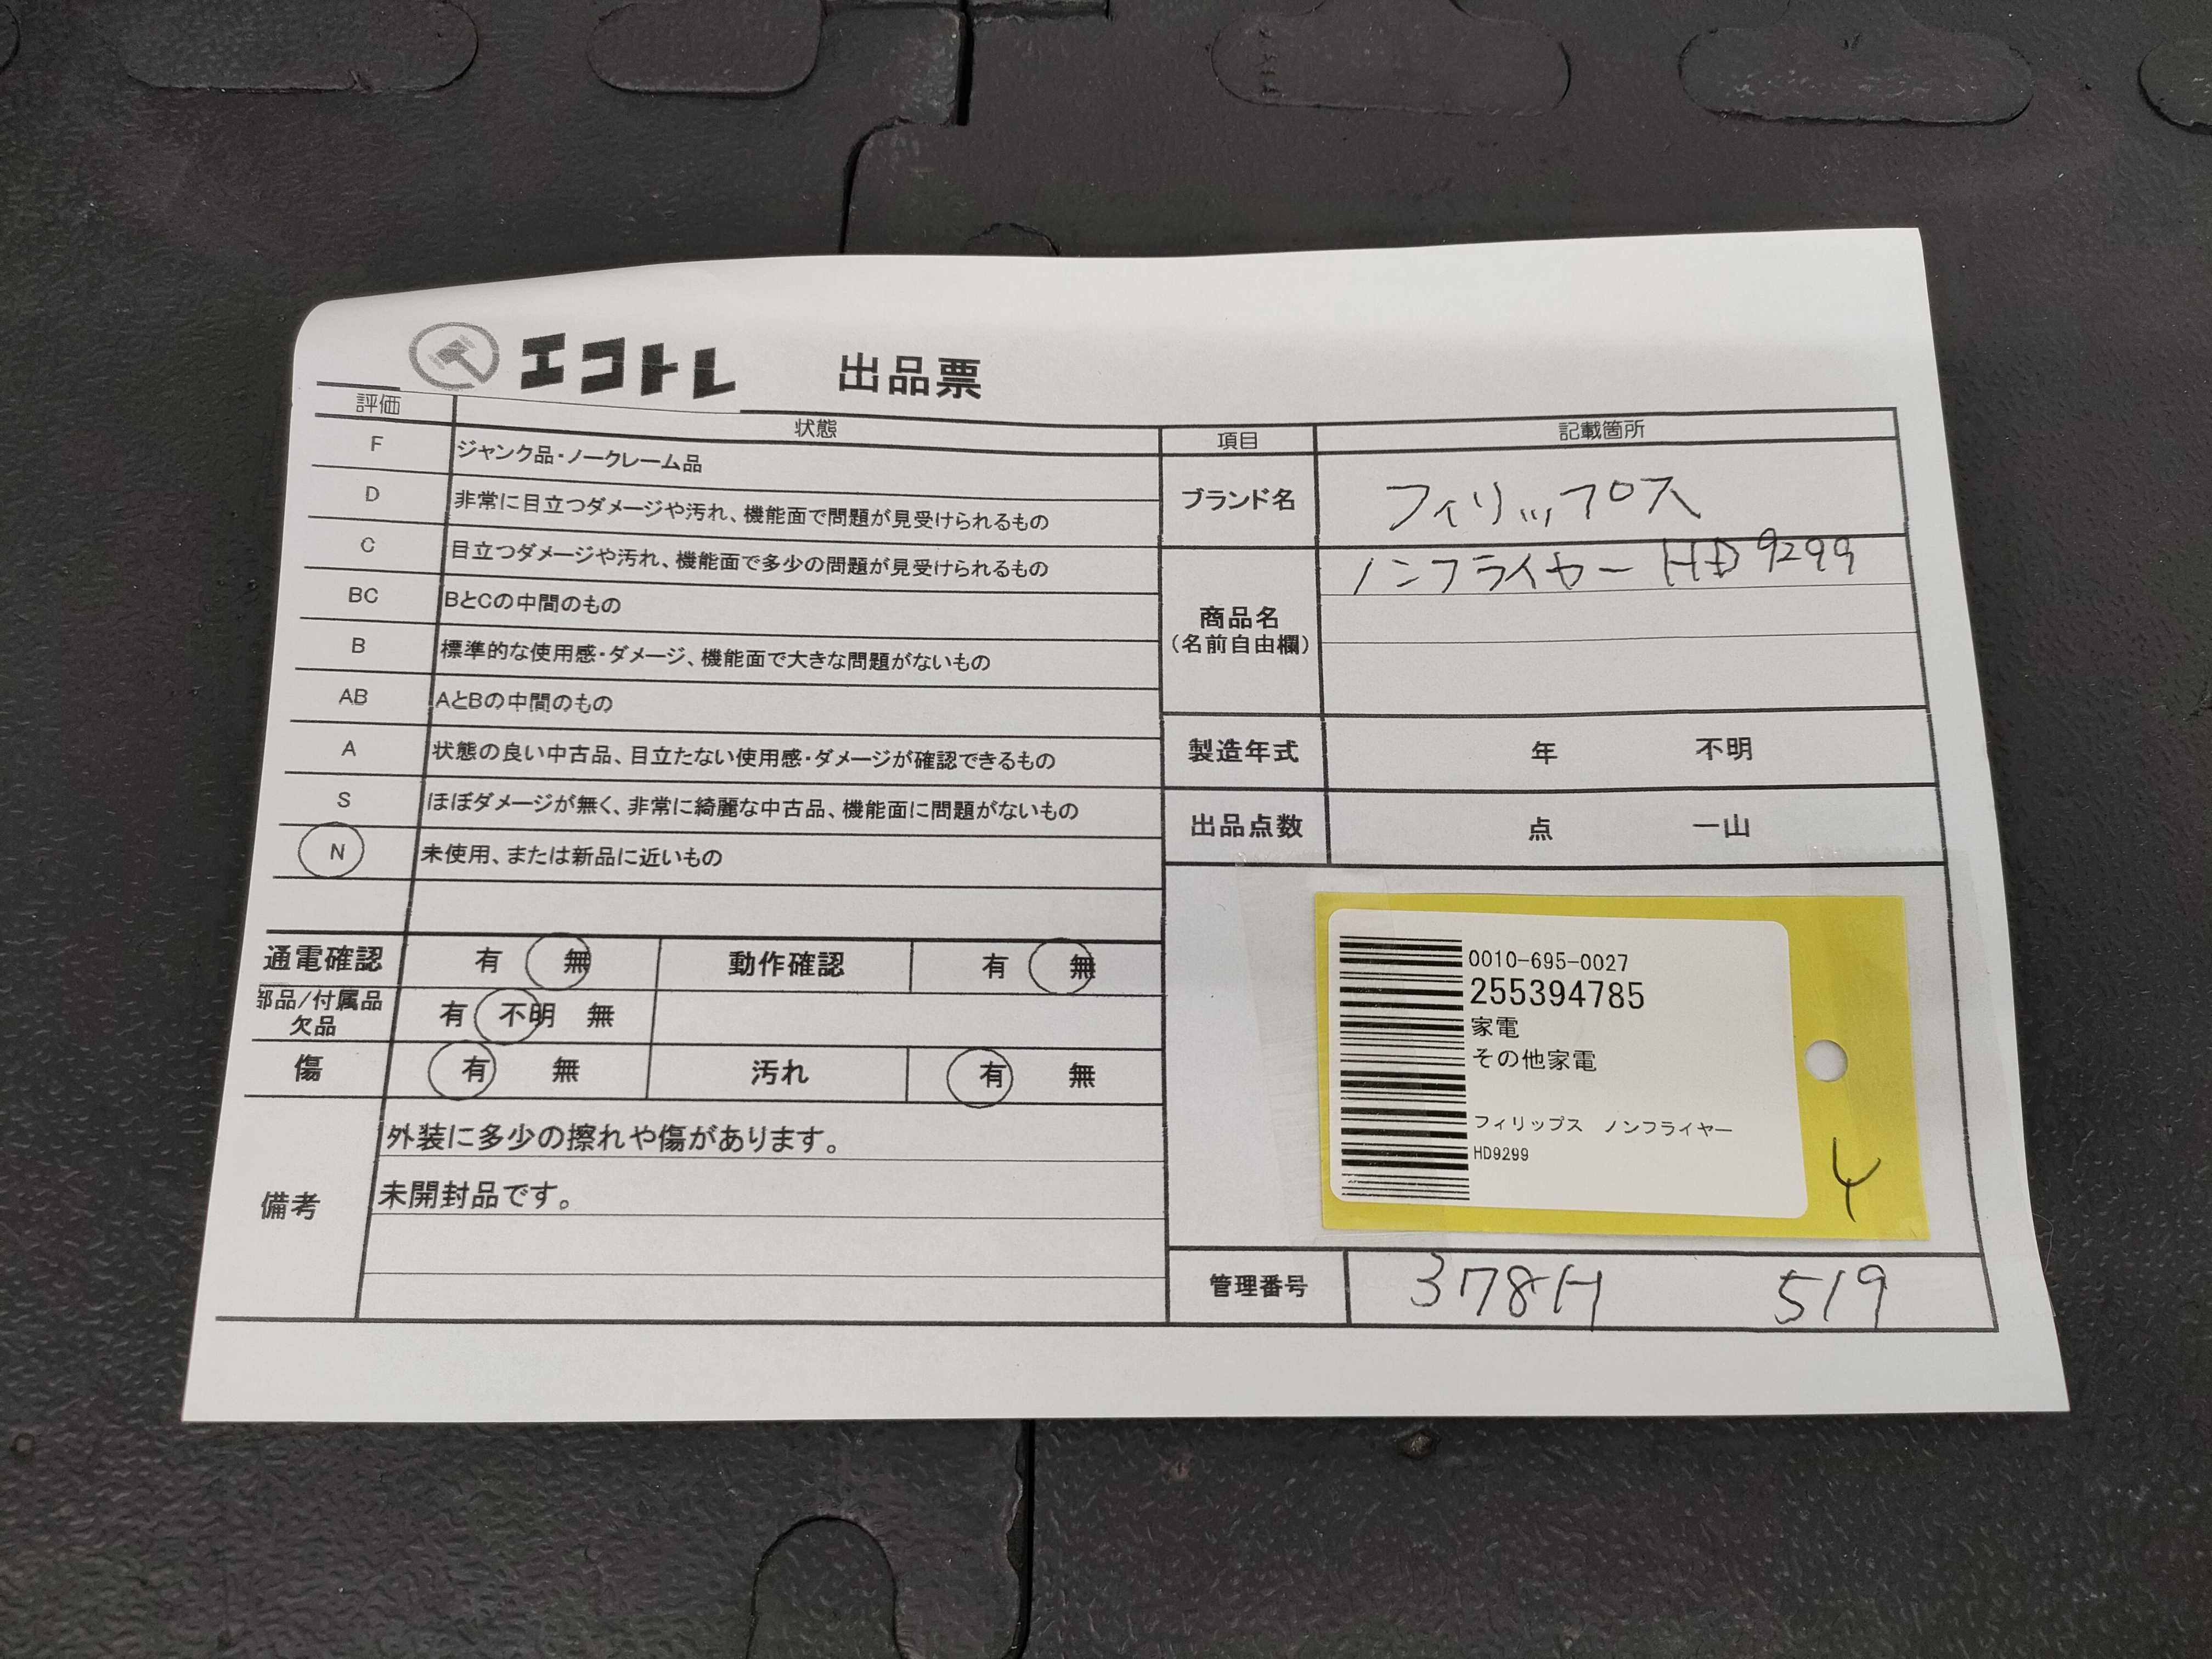 エコトレ 出品票
評価 状態
F ジャンク品・ノークレーム品
D 非常に目立つダメージや汚れ、機能面で問題が見受けられるもの
C 目立つダメージや汚れ、機能面で多少の問題が見受けられるもの
BC BとCの中間のもの
B 標準的な使用感・ダメージ、機能面で大きな問題がないもの
AB AとBの中間のもの
A 状態の良い中古品、目立たない使用感・ダメージが確認できるもの
S ほぼダメージが無く、非常に綺麗な中古品、機能面に問題がないもの
N 未使用、または新品に近いもの
通電確認 有 無 動作確認 有 無
部品/付属品
欠品 有 不明 無
傷 有 無 汚れ 有 無
備考
外装に多少の擦れや傷があります。
未開封品です。
項目 記載箇所
ブランド名 フィリップス
商品名
(名前自由欄)
ノンフライヤー HD9299
製造年式 年 不明
出品点数 点 一山
0010-695-0027
255394785
家電
その他家電
フィリップス ノンフライヤー
HD9299
Y
管理番号 378H 519